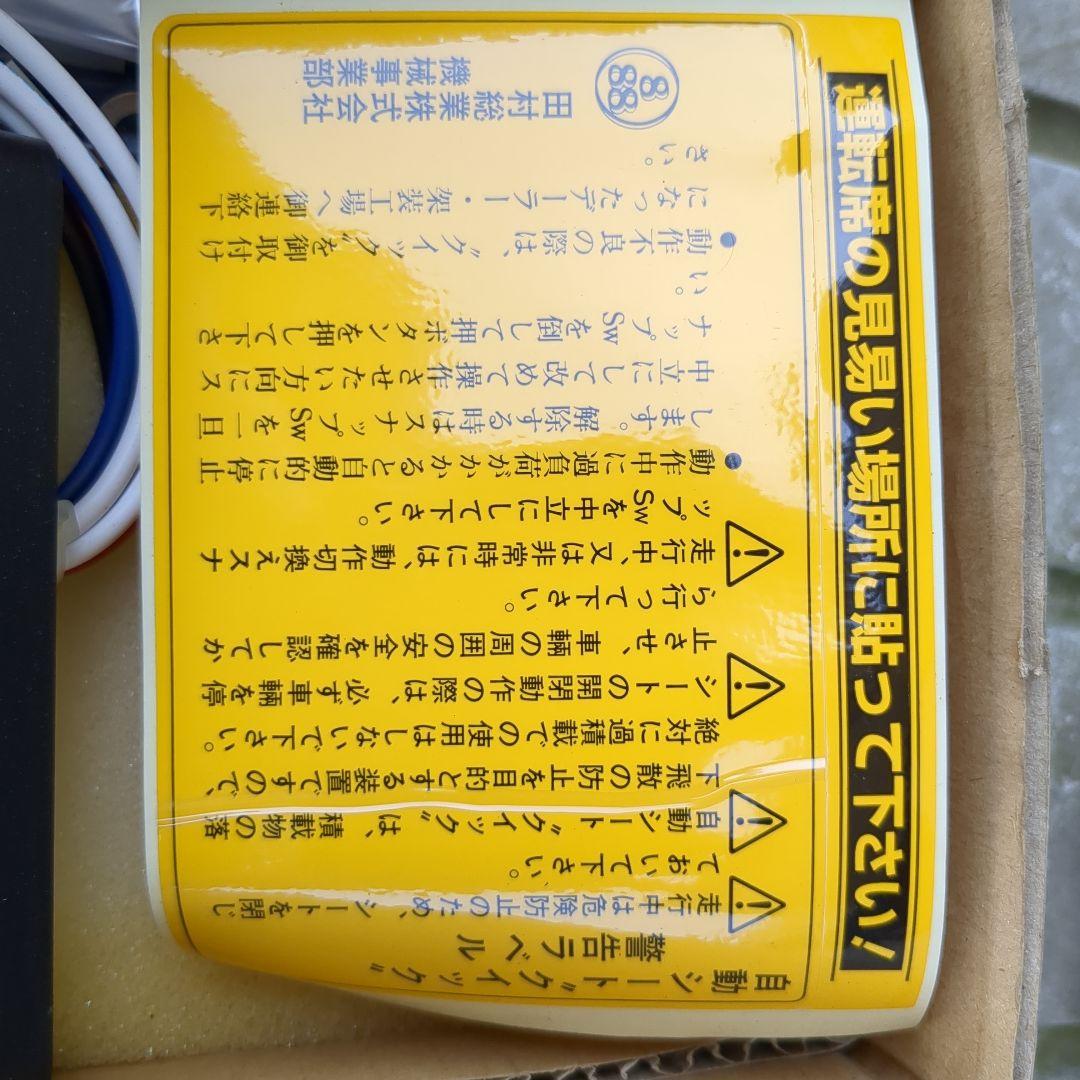 運転席の見易い場所に貼って下さい!
自動シート"クイック"
警告ラベル
走行中は危険防止のため、シートを閉じ
ておいて下さい。
自動シート"クイック"は、積載物の落
下飛散の防止を目的とする装置ですので、
絶対に過積載での使用はしないで下さい。
シートの開閉動作の際は、必ず車輛を停
止させ、車輛の周囲の安全を確認してか
ら行って下さい。
走行中、又は非常時には、動作切換えスナ
ップSwを中立にして下さい。
●動作中に過負荷がかかると自動的に停止
します。解除する時はスナップSwを一旦
中立にして改めて操作させたい方向にス
ナップSwを倒して押しボタンを押して下さ
い。
●動作不良の際は、"クイック"を御取付け
になったデーラー・架装工場へ御連絡下
さい。
田村総業株式会社
機械事業部